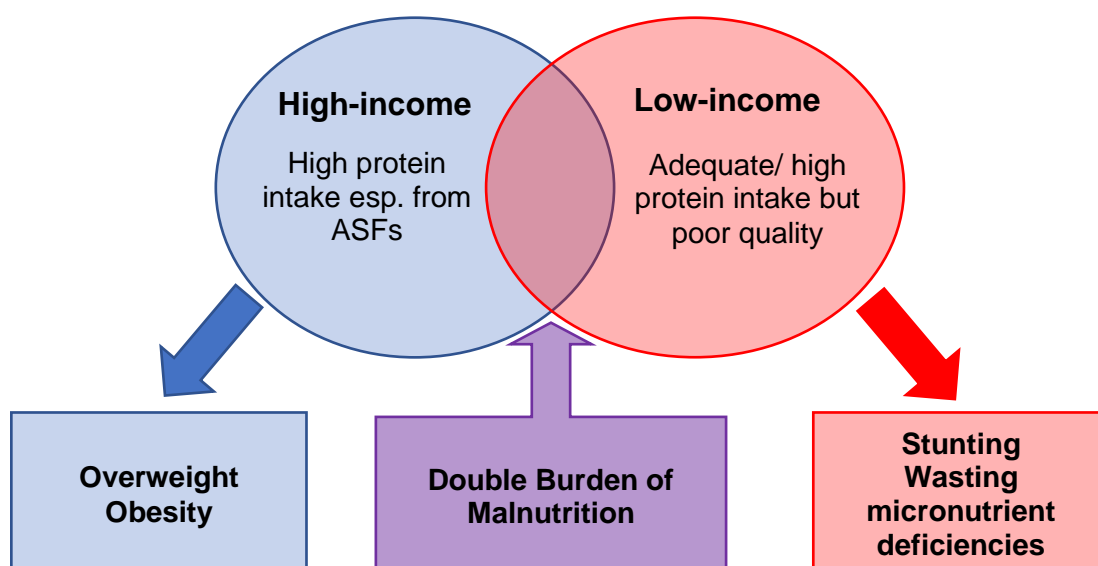 High-income
High protein
intake esp. from
ASFs
Low-income
Adequate/ high
protein intake but
poor quality
Overweight
Obesity
Double Burden of
Malnutrition
Stunting
Wasting
micronutrient
deficiencies